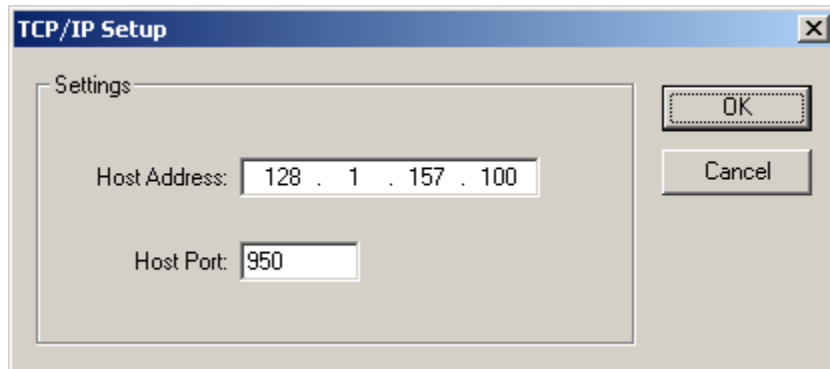 TCP/IP Setup
Settings
OK
Host Address: 128 . 1 . 157 . 100
Cancel
Host Port: 950